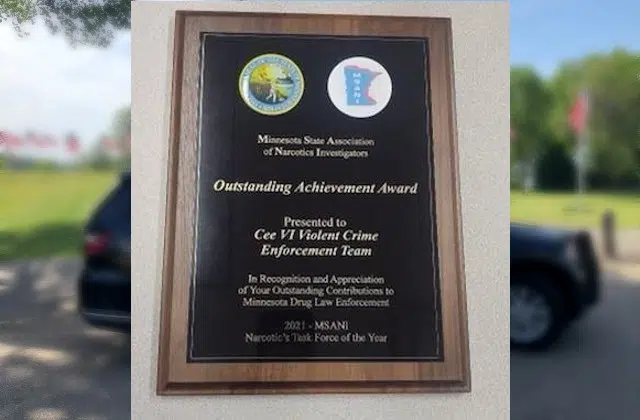 MSANI
Minnesota State Association
of Narcotics Investigators
Outstanding Achievement Award
Presented to
Cee VI Violent Crime
Enforcement Team
In Recognition and Appreciation
of Your Outstanding Contributions to
Minnesota Drug Law Enforcement
2021 - MSANI
Narcotic's Task Force of the Year